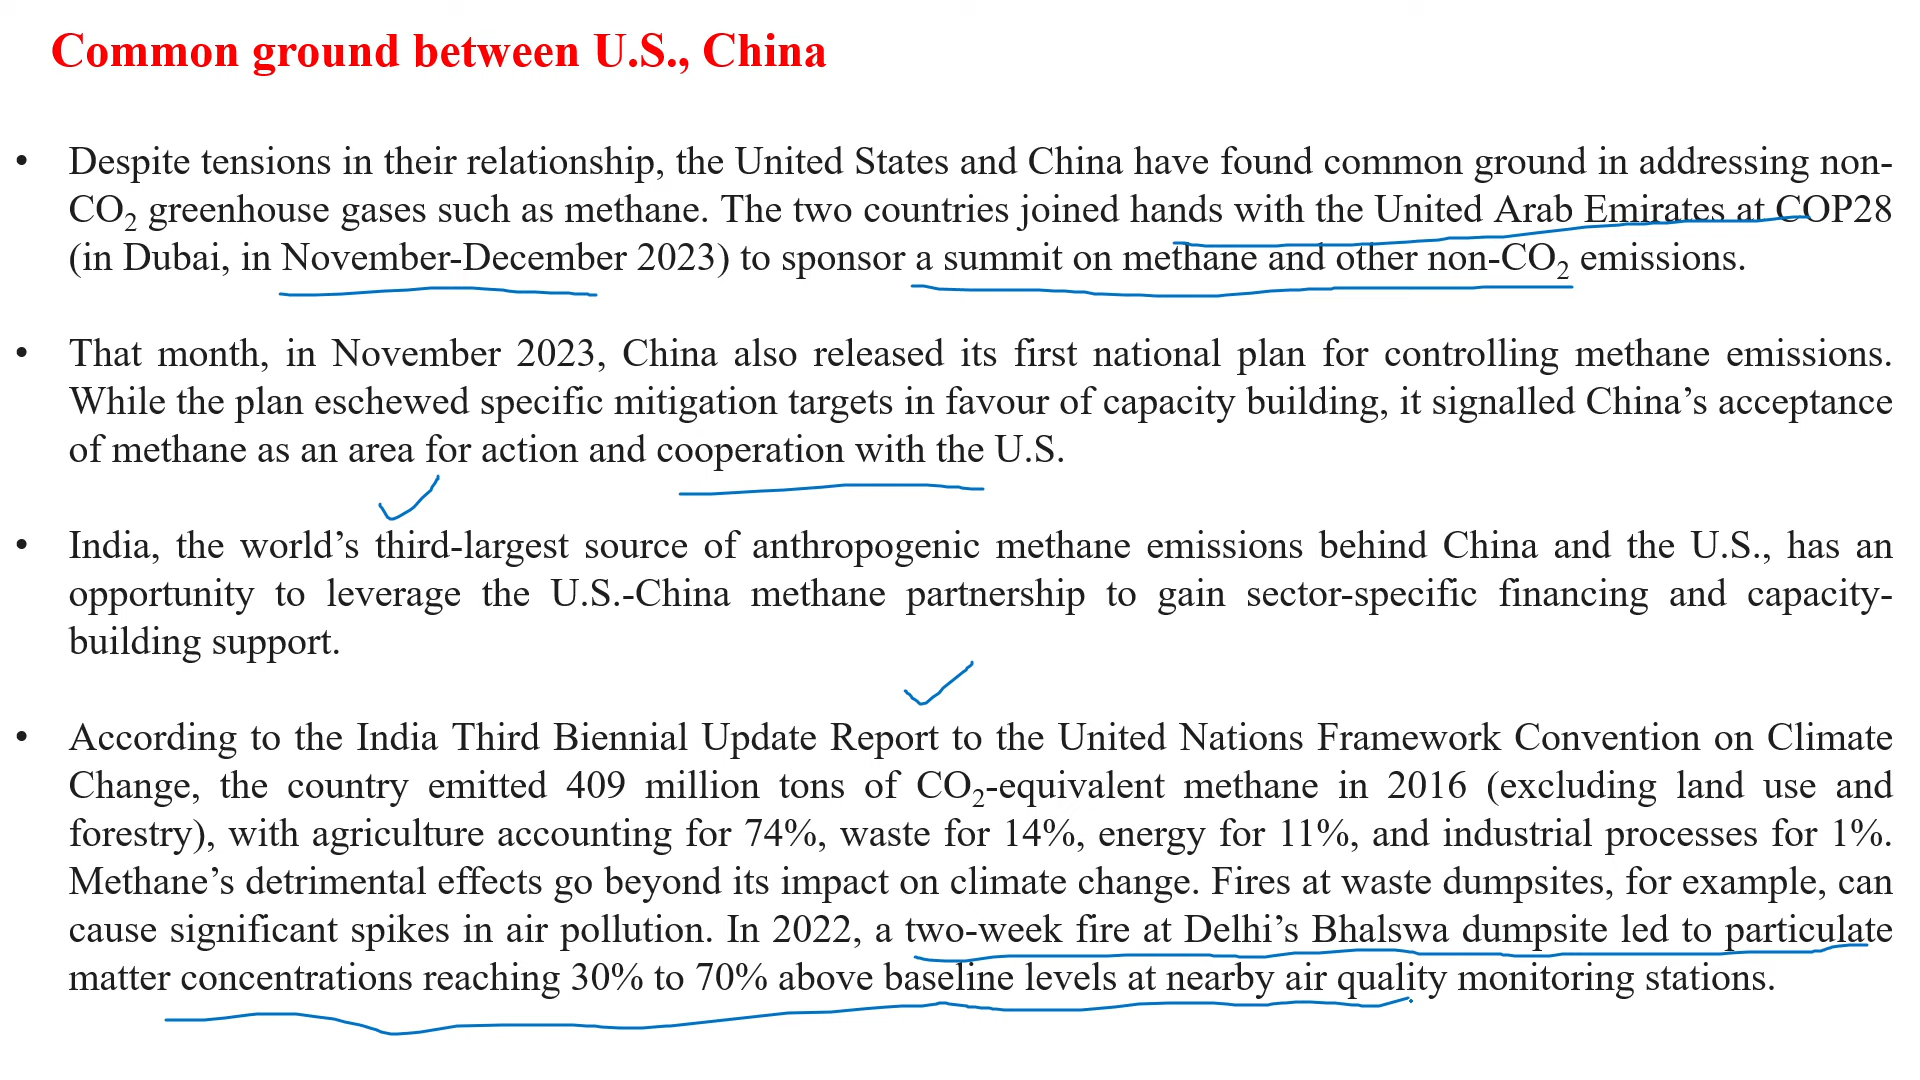 Common ground between U.S., China
• Despite tensions in their relationship, the United States and China have found common ground in addressing non-
CO₂ greenhouse gases such as methane. The two countries joined hands with the United Arab Emirates at COP28
(in Dubai, in November-December 2023) to sponsor a summit on methane and other non-CO₂ emissions.
• That month, in November 2023, China also released its first national plan for controlling methane emissions.
While the plan eschewed specific mitigation targets in favour of capacity building, it signalled China’s acceptance
of methane as an area for action and cooperation with the U.S.
• India, the world’s third-largest source of anthropogenic methane emissions behind China and the U.S., has an
opportunity to leverage the U.S.-China methane partnership to gain sector-specific financing and capacity-
building support.
• According to the India Third Biennial Update Report to the United Nations Framework Convention on Climate
Change, the country emitted 409 million tons of CO₂-equivalent methane in 2016 (excluding land use and
forestry), with agriculture accounting for 74%, waste for 14%, energy for 11%, and industrial processes for 1%.
Methane’s detrimental effects go beyond its impact on climate change. Fires at waste dumpsites, for example, can
cause significant spikes in air pollution. In 2022, a two-week fire at Delhi’s Bhalswa dumpsite led to particulate
matter concentrations reaching 30% to 70% above baseline levels at nearby air quality monitoring stations.